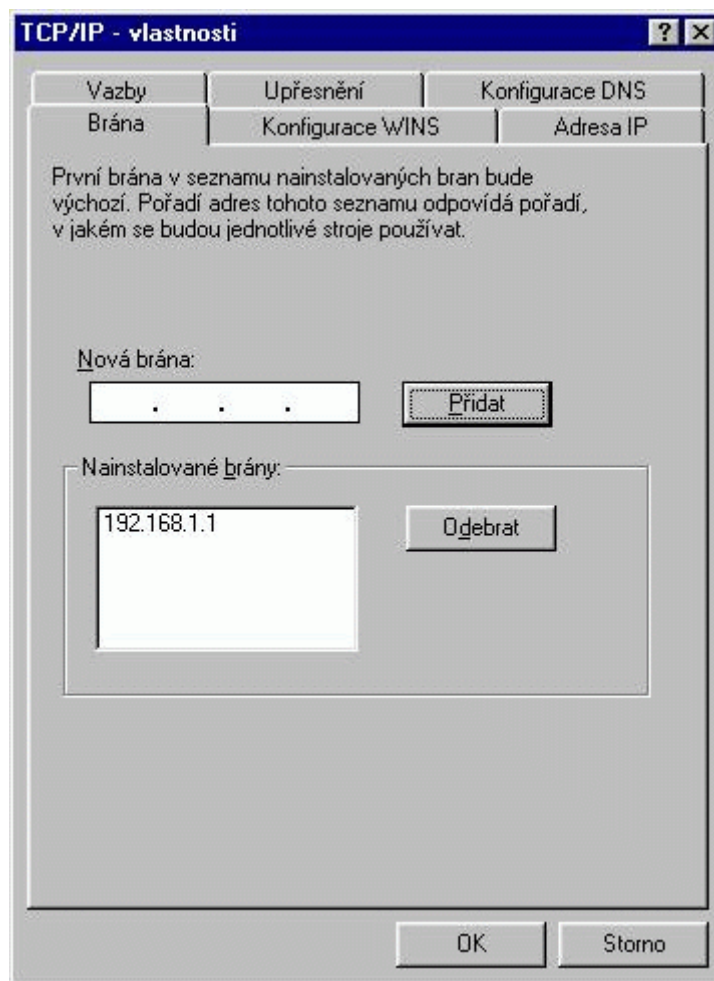 TCP/IP - vlastnosti
Vazby
Upřesnění
Konfigurace DNS
Brána
Konfigurace WINS
Adresa IP
První brána v seznamu nainstalovaných bran bude
výchozí. Pořadí adres tohoto seznamu odpovídá pořadí,
v jakém se budou jednotlivé stroje používat.
Nová brána:
. . .
Přidat
Nainstalované brány:
192.168.1.1
Odebrat
OK
Storno